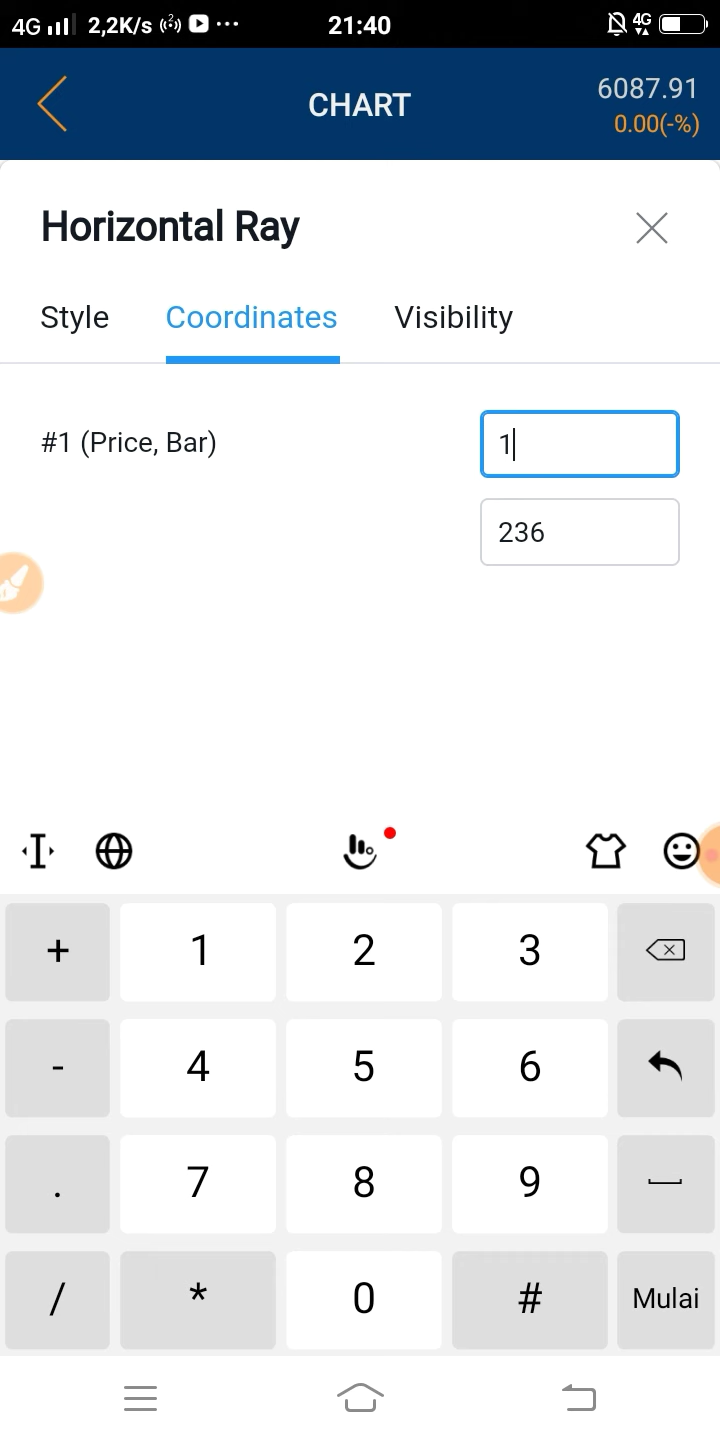 4G 2,2K/s ... 21:40 4G
CHART
6087.91
0.00(-%)
Horizontal Ray
Style Coordinates Visibility
#1 (Price, Bar) 1
236
+ 1 2 3
- 4 5 6
. 7 8 9
/ * 0 # Mulai